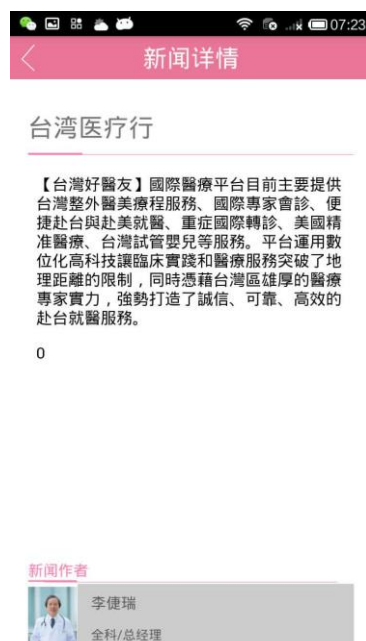 07:23
新闻详情
台湾医疗行
【台灣好醫友】國際醫療平台目前主要提供
台灣整外醫美療程服務、國際專家會診、便
捷赴台與赴美就醫、重症國際轉診、美國精
准醫療、台灣試管嬰兒等服務。平台運用數
位化高科技讓臨床實踐和醫療服務突破了地
理距離的限制，同時憑藉台灣區雄厚的醫療
專家實力，強勢打造了誠信、可靠、高效的
赴台就醫服務。
0
新闻作者
李倢瑞
全科/总经理